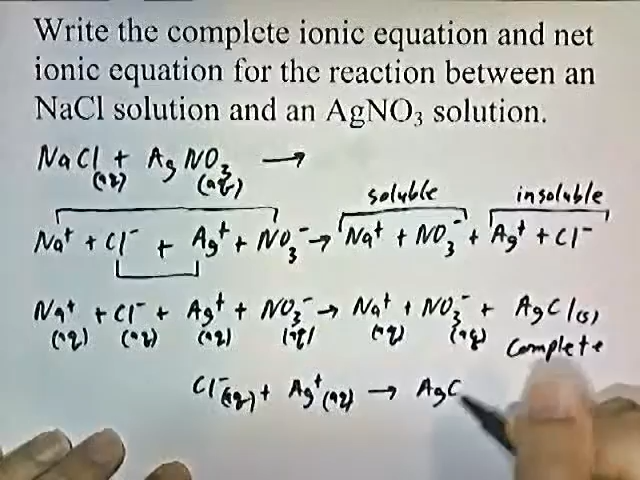 Write the complete ionic equation and net
ionic equation for the reaction between an
NaCl solution and an AgNO₃ solution.
NaCl(aq) + AgNO₃(aq) →
soluble insoluble
Na⁺ + Cl⁻ + Ag⁺ + NO₃⁻ → Na⁺ + NO₃⁻ + Ag⁺ + Cl⁻
Na⁺(aq) + Cl⁻(aq) + Ag⁺(aq) + NO₃⁻(aq) → Na⁺(aq) + NO₃⁻(aq) + AgCl(s)
Complete
Cl⁻(aq) + Ag⁺(aq) → AgC